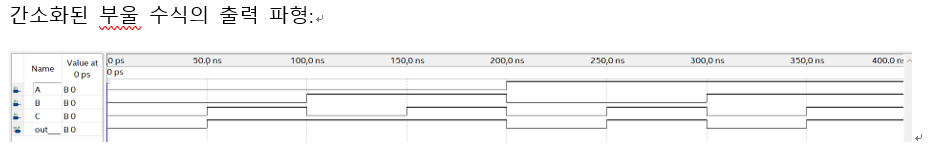 간소화된 부울 수식의 출력 파형:
Name Value at 0 ps 0 ps 50.0 ns 100,0 ns 150,0 ns 200,0 ns 250,0 ns 300,0 ns 350,0 ns 400.0 ns
0 ps
A B 0
B B 0
C B 0
out__ B 0